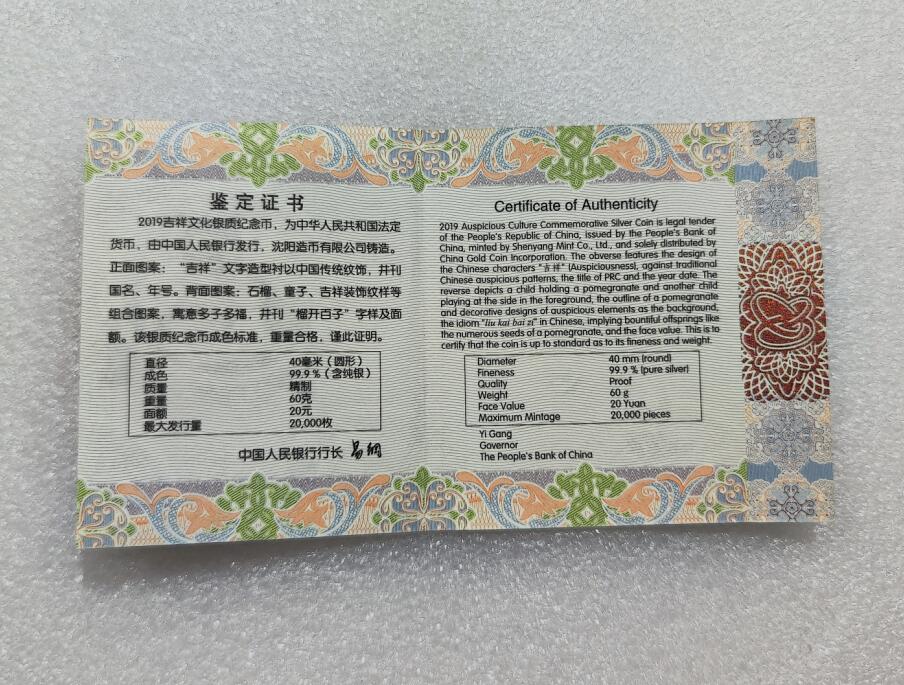 鉴定证书
2019吉祥文化银质纪念币，为中华人民共和国法定
货币，由中国人民银行发行，沈阳造币有限公司铸造。
正面图案：“吉祥”文字造型衬以中国传统纹饰，并刊
国名、年号。背面图案：石榴、童子、吉祥装饰纹样等
组合图案，寓意多子多福，并刊“榴开百子”字样及面
额。该银质纪念币成色标准，重量合格，谨此证明。
直径 40毫米（圆形）
成色 99.9％（含纯银）
质量 精制
重量 60克
面额 20元
最大发行量 20,000枚
中国人民银行行长 易纲
Certificate of Authenticity
2019 Auspicious Culture Commemorative Silver Coin is legal tender
of the People's Republic of China, issued by the People's Bank of
China, minted by Shenyang Mint Co., Ltd., and solely distributed by
China Gold Coin Incorporation. The obverse features the design of
the Chinese characters "吉祥" (Auspiciousness), against traditional
Chinese auspicious patterns, the title of PRC and the year date. The
reverse depicts a child holding a pomegranate and another child
playing at the side in the foreground, the outline of a pomegranate
and decorative designs of auspicious elements as the background,
the idiom "liu kai bai zi" in Chinese, implying bountiful offsprings like
the numerous seeds of a pomegranate, and the face value. This is to
certify that the coin is up to standard as to its fineness and weight.
Diameter 40 mm (round)
Fineness 99.9 % (pure silver)
Quality Proof
Weight 60 g
Face Value 20 Yuan
Maximum Mintage 20,000 pieces
Yi Gang
Governor
The People's Bank of China